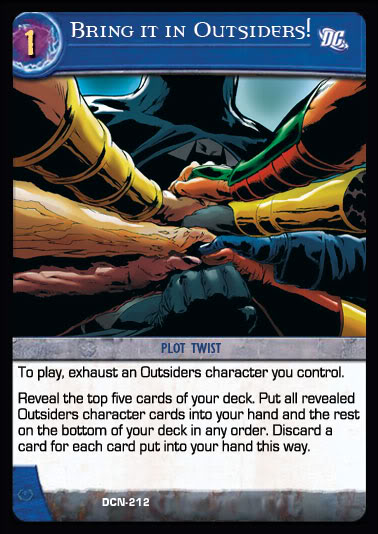 1
Bring it in Outsiders!
DC
PLOT TWIST
To play, exhaust an Outsiders character you control.
Reveal the top five cards of your deck. Put all revealed
Outsiders character cards into your hand and the rest
on the bottom of your deck in any order. Discard a
card for each card put into your hand this way.
DCN-212